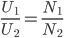 U₁/U₂ = N₁/N₂